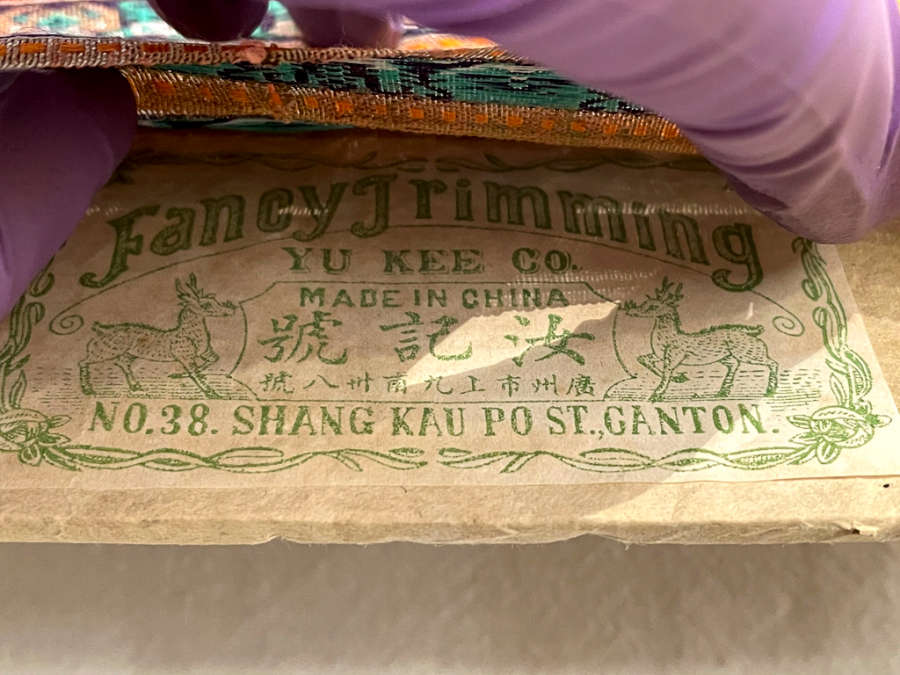 Fancy Trimming
YU KEE CO.
MADE IN CHINA
汝記號
廣州市上九甫卅八號
NO.38. SHANG KAU PO ST., CANTON.